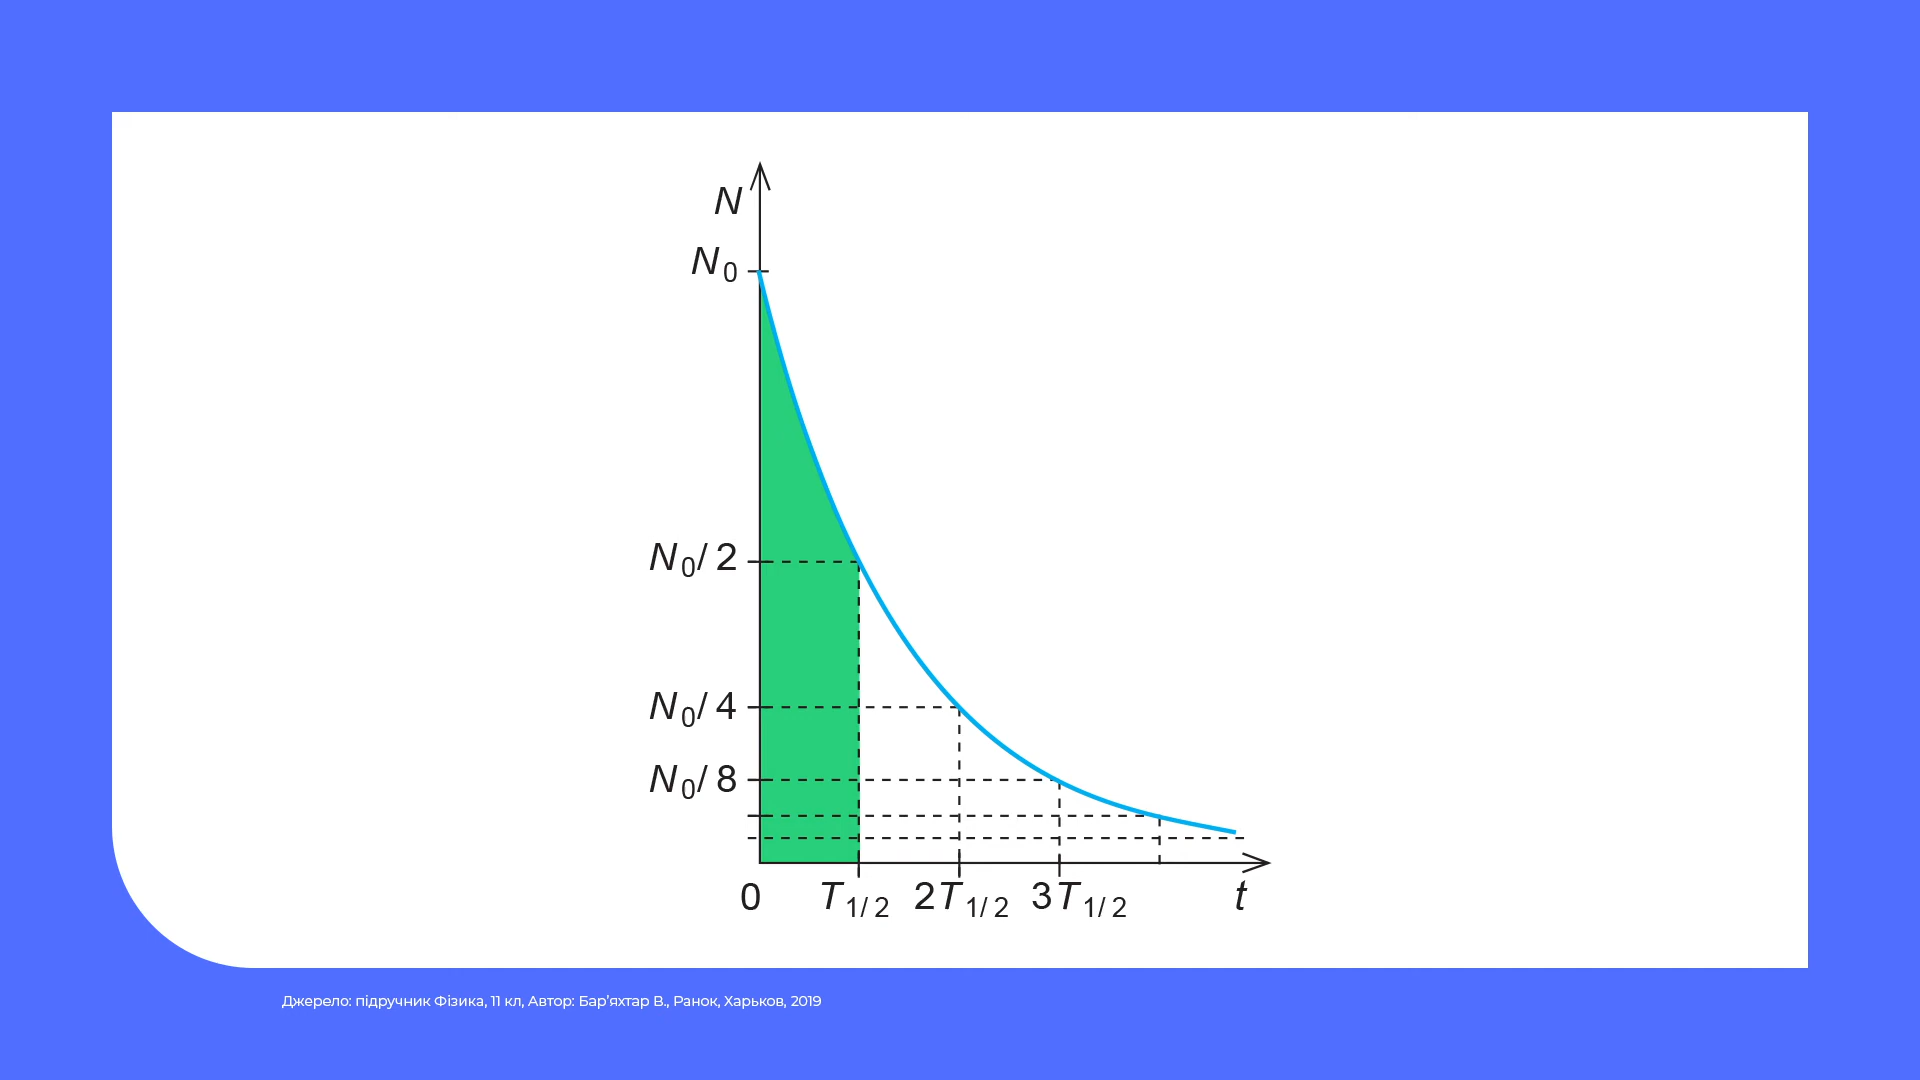 N
N₀
N₀/ 2
N₀/ 4
N₀/ 8
0 T₁/₂ 2T₁/₂ 3T₁/₂ t
Джерело: підручник Фізика, 11 кл, Автор: Бар’яхтар В., Ранок, Харьков, 2019